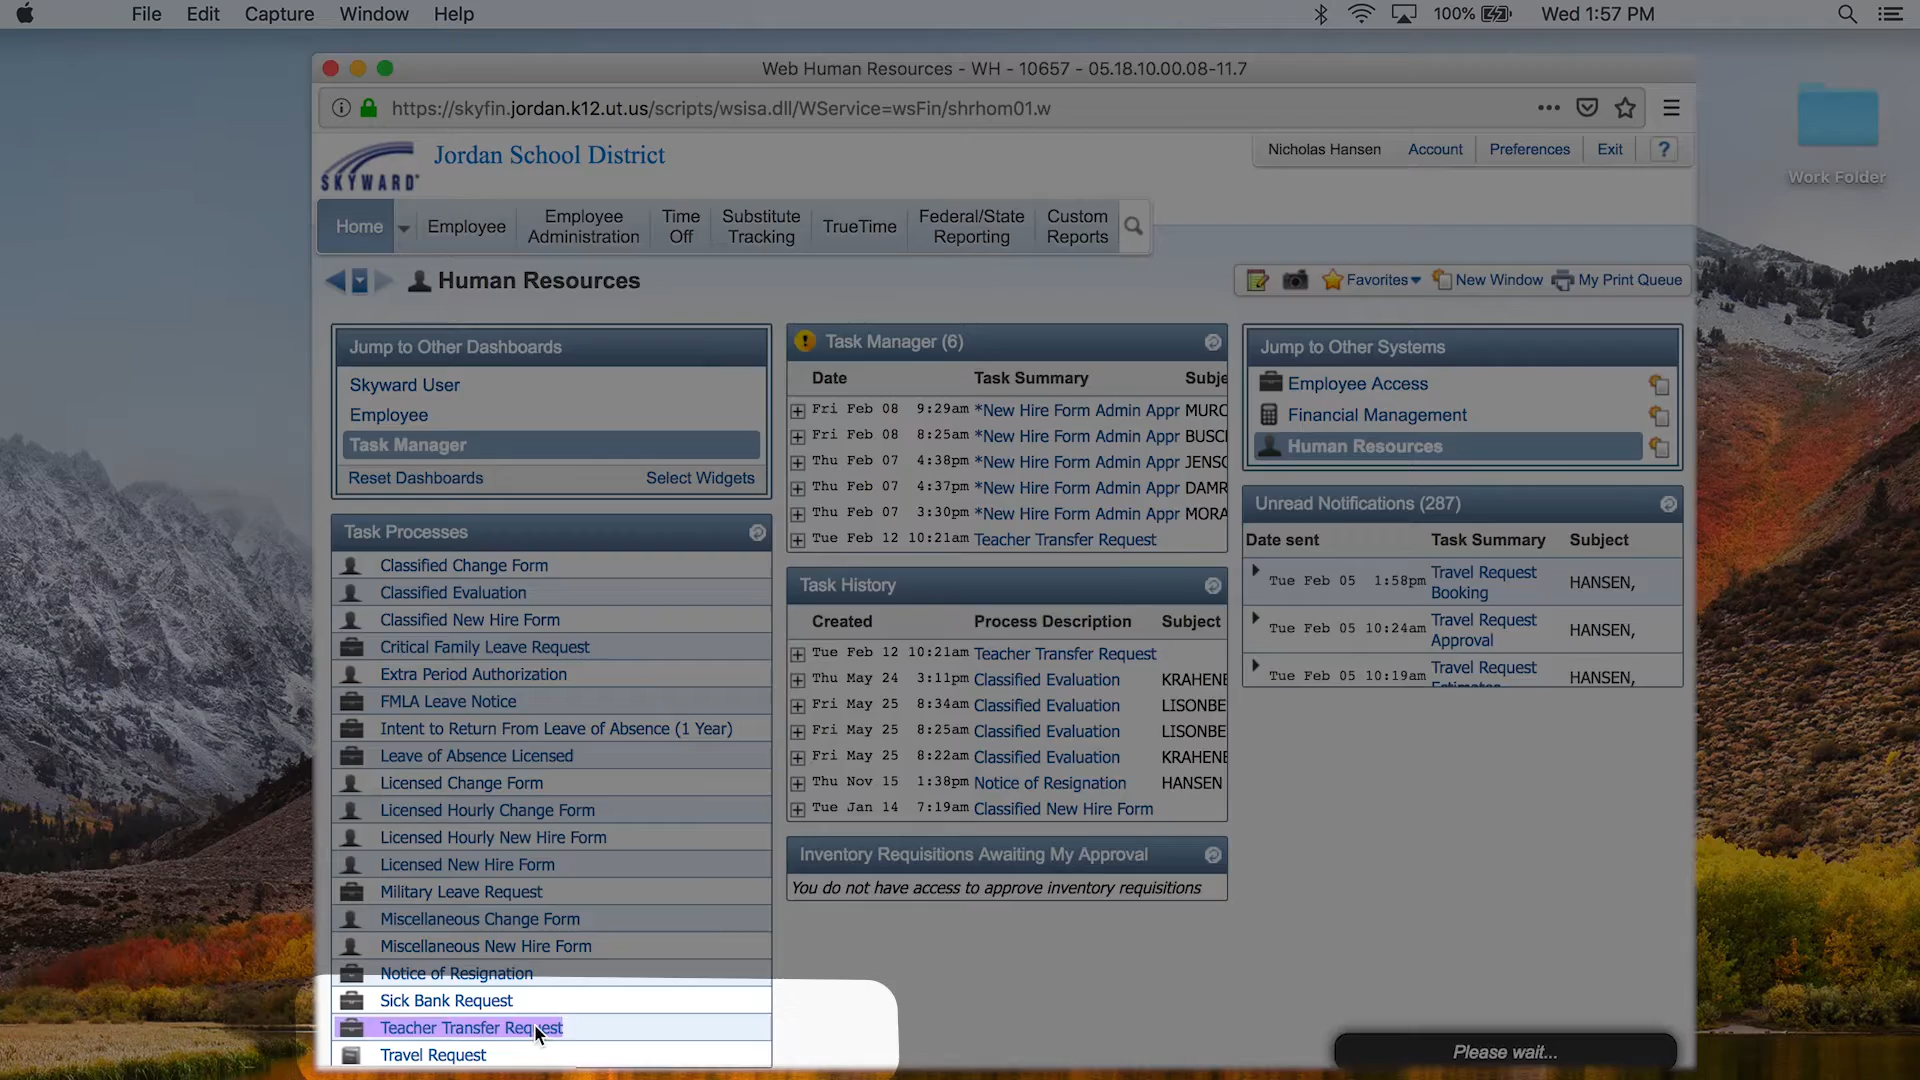 File Edit Capture Window Help
100% Wed 1:57 PM
Web Human Resources - WH - 10657 - 05.18.10.00.08-11.7
https://skyfin.jordan.k12.ut.us/scripts/wsisa.dll/WService=wsFin/shrhom01.w
Work Folder
SKYWARD
Jordan School District
Nicholas Hansen Account Preferences Exit ?
Home Employee Employee Administration Time Off Substitute Tracking TrueTime Federal/State Reporting Custom Reports
Human Resources
Favorites New Window My Print Queue
Jump to Other Dashboards
Skyward User
Employee
Task Manager
Reset Dashboards Select Widgets
Task Processes
Classified Change Form
Classified Evaluation
Classified New Hire Form
Critical Family Leave Request
Extra Period Authorization
FMLA Leave Notice
Intent to Return From Leave of Absence (1 Year)
Leave of Absence Licensed
Licensed Change Form
Licensed Hourly Change Form
Licensed Hourly New Hire Form
Licensed New Hire Form
Military Leave Request
Miscellaneous Change Form
Miscellaneous New Hire Form
Notice of Resignation
Sick Bank Request
Teacher Transfer Request
Travel Request
Task Manager (6)
Date Task Summary Subje
Fri Feb 08 9:29am *New Hire Form Admin Appr MURC
Fri Feb 08 8:25am *New Hire Form Admin Appr BUSC
Thu Feb 07 4:38pm *New Hire Form Admin Appr JENSC
Thu Feb 07 4:37pm *New Hire Form Admin Appr DAMR
Thu Feb 07 3:30pm *New Hire Form Admin Appr MORA
Tue Feb 12 10:21am Teacher Transfer Request
Task History
Created Process Description Subject
Tue Feb 12 10:21am Teacher Transfer Request
Thu May 24 3:11pm Classified Evaluation KRAHENE
Fri May 25 8:34am Classified Evaluation LISONBE
Fri May 25 8:25am Classified Evaluation LISONBE
Fri May 25 8:22am Classified Evaluation KRAHENE
Thu Nov 15 1:38pm Notice of Resignation HANSEN
Tue Jan 14 7:19am Classified New Hire Form
Inventory Requisitions Awaiting My Approval
You do not have access to approve inventory requisitions
Jump to Other Systems
Employee Access
Financial Management
Human Resources
Unread Notifications (287)
Date sent Task Summary Subject
Tue Feb 05 1:58pm Travel Request Booking HANSEN,
Tue Feb 05 10:24am Travel Request Approval HANSEN,
Tue Feb 05 10:19am Travel Request HANSEN,
Please wait...